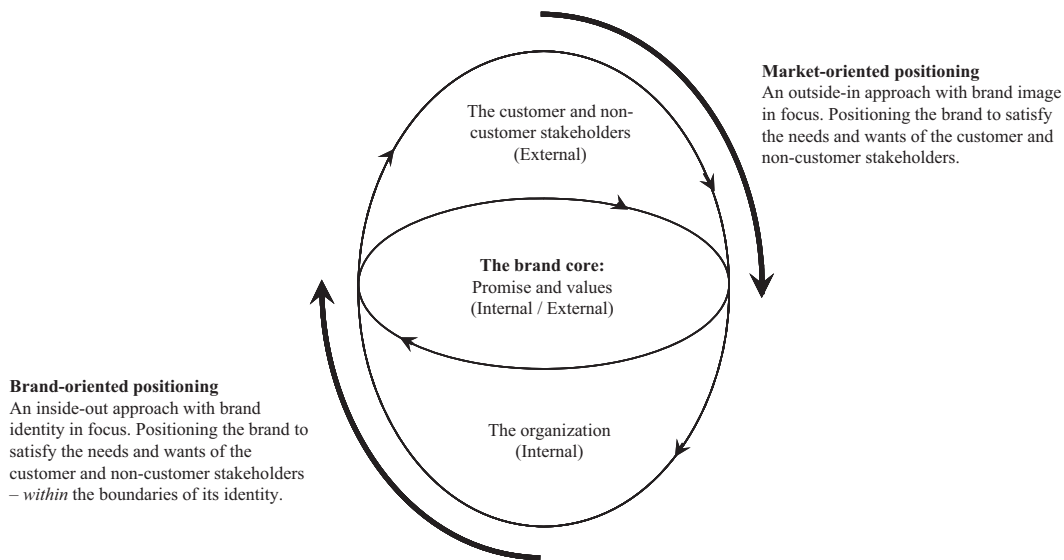 Market-oriented positioning
An outside-in approach with brand image
in focus. Positioning the brand to satisfy
the needs and wants of the customer and
non-customer stakeholders.
The customer and non-
customer stakeholders
(External)
The brand core:
Promise and values
(Internal / External)
Brand-oriented positioning
An inside-out approach with brand
identity in focus. Positioning the brand to
satisfy the needs and wants of the
customer and non-customer stakeholders
– within the boundaries of its identity.
The organization
(Internal)